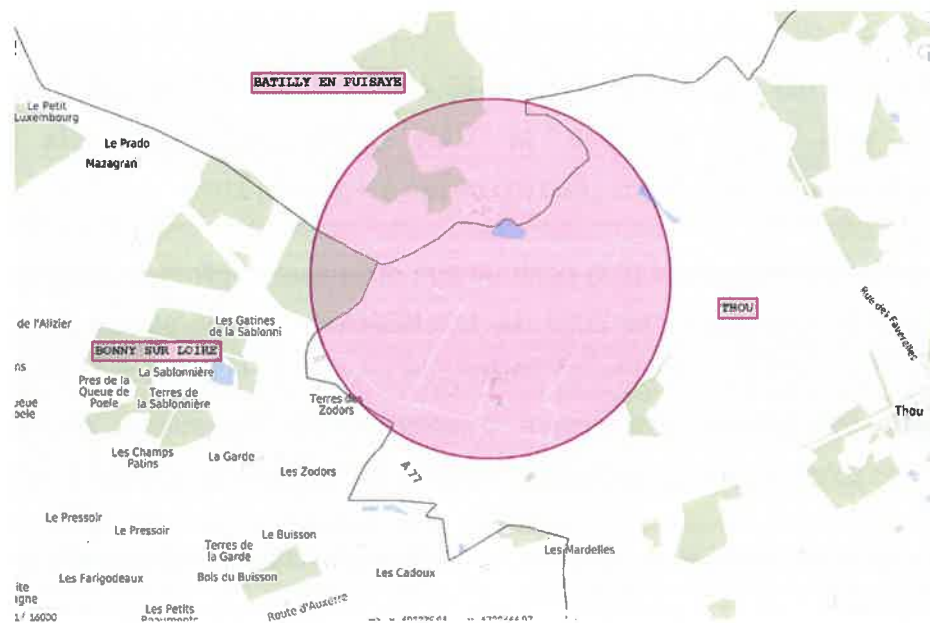 BATILLY EN PUISAYE
Le Petit
Luxembourg
Le Prado
Mazagran
THOU
Rue des Faverelles
Thou
de l'Alizier
Les Gatines
de la Sablonni
BONNY SUR LOIRE
La Sablonnière
Pres de la
Queue de
Poele
Terres de
la Sablonnière
Terres des
Zodors
Les Champs
Patins
La Garde
Les Zodors
A 77
Le Pressoir
Le Pressoir
Le Buisson
Terres de
la Garde
Les Mardelles
Les Farigodeaux
Bois du Buisson
Les Cadoux
Les Petits
Route d'Auxerre
1/ 16000